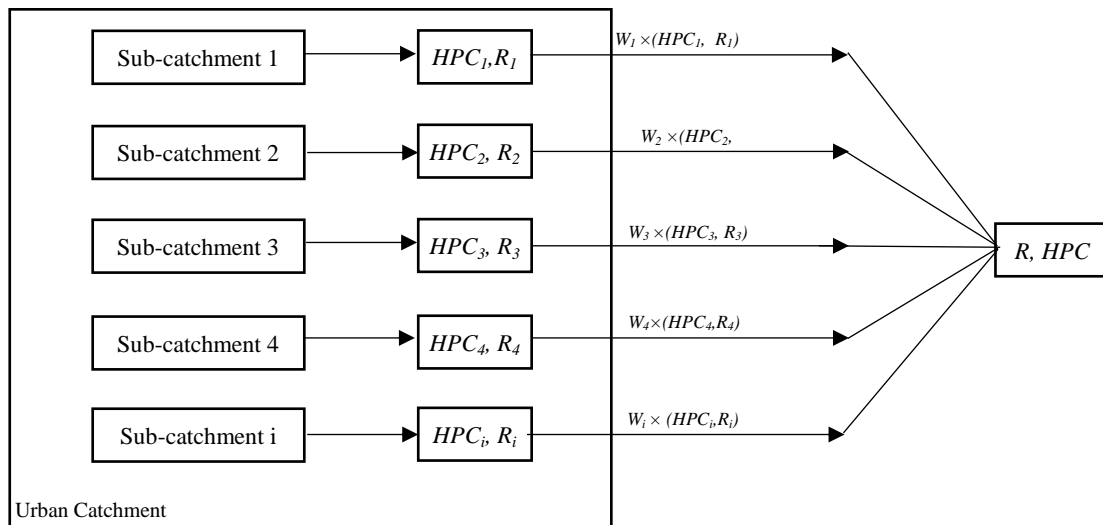 Sub-catchment 1
HPC₁,R₁
W₁ ×(HPC₁, R₁)
Sub-catchment 2
HPC₂, R₂
W₂ ×(HPC₂,
Sub-catchment 3
HPC₃, R₃
W₃ ×(HPC₃, R₃)
R, HPC
Sub-catchment 4
HPC₄, R₄
W₄×(HPC₄,R₄)
Sub-catchment i
HPCᵢ, Rᵢ
Wᵢ × (HPCᵢ,Rᵢ)
Urban Catchment